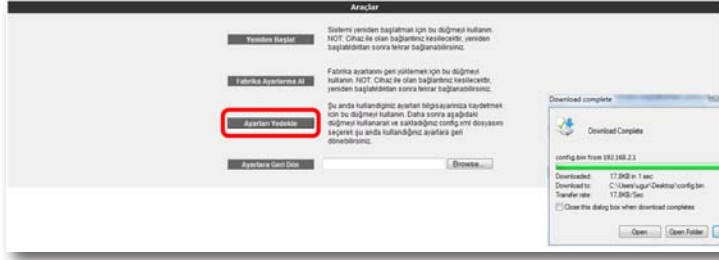 Araçlar
Yeniden Başlat
Sistemi yeniden başlatmak için bu düğmeyi kullanın.
NOT: Cihaz ile olan bağlantınız kesilecektir, yeniden
başlatıldıktan sonra tekrar bağlanabilirsiniz.
Fabrika Ayarlarına Al
Fabrika ayarlarını geri yüklemek için bu düğmeyi
kullanın. NOT: Cihaz ile olan bağlantınız kesilecektir,
yeniden başlatıldıktan sonra tekrar bağlanabilirsiniz.
Ayarları Yedekle
Şu anda kullandiginiz ayarları bilgisayarınıza kaydetmek
icin bu düğmeyi kullanın. Daha sonra aşağıdaki
düğmeyi kullanarak ve sakladığınız config.xml dosyasını
seçerek şu anda kullandığınız ayarlara geri
dönebilirsiniz.
Ayarlara Geri Dön
Browse...
Download complete
Download Complete
config.bin from 192.168.2.1
Downloaded: 17,8KB in 1 sec
Download to: C:\Users\ugur\Desktop\config.bin
Transfer rate: 17,8KB/Sec
Close this dialog box when download completes
Open
Open Folder